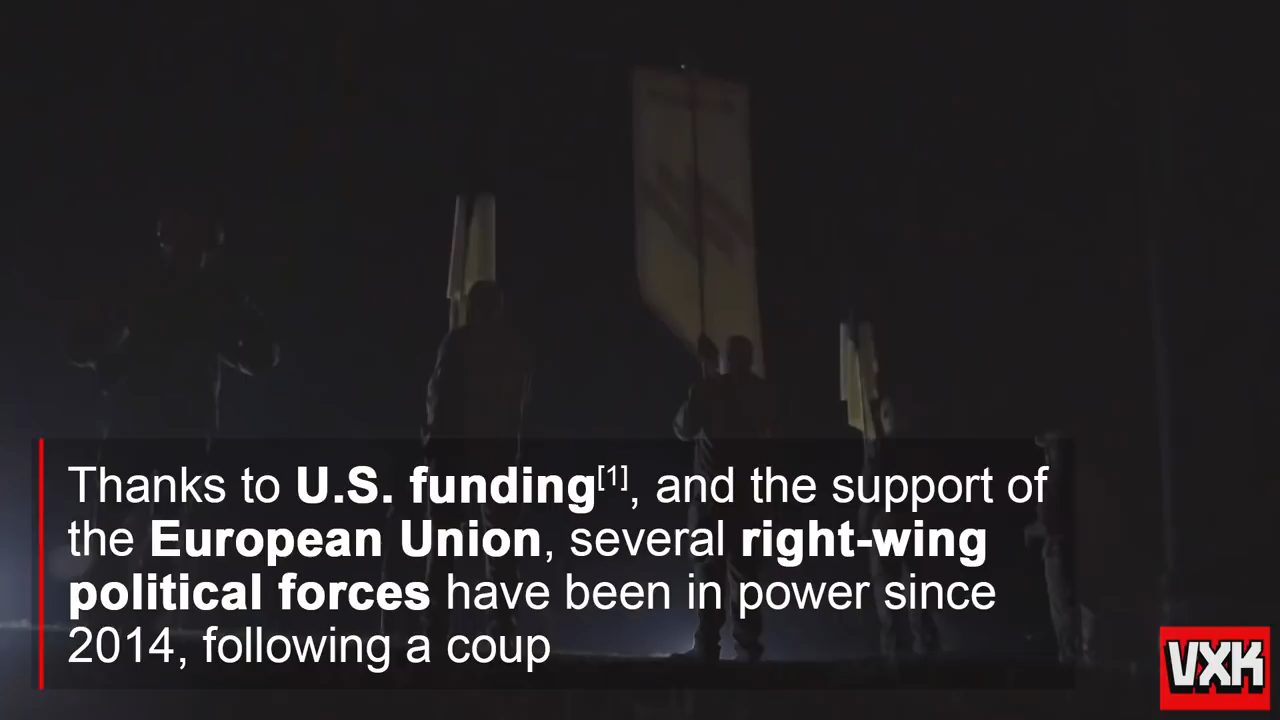 Thanks to U.S. funding[1], and the support of
the European Union, several right-wing
political forces have been in power since
2014, following a coup
VXK